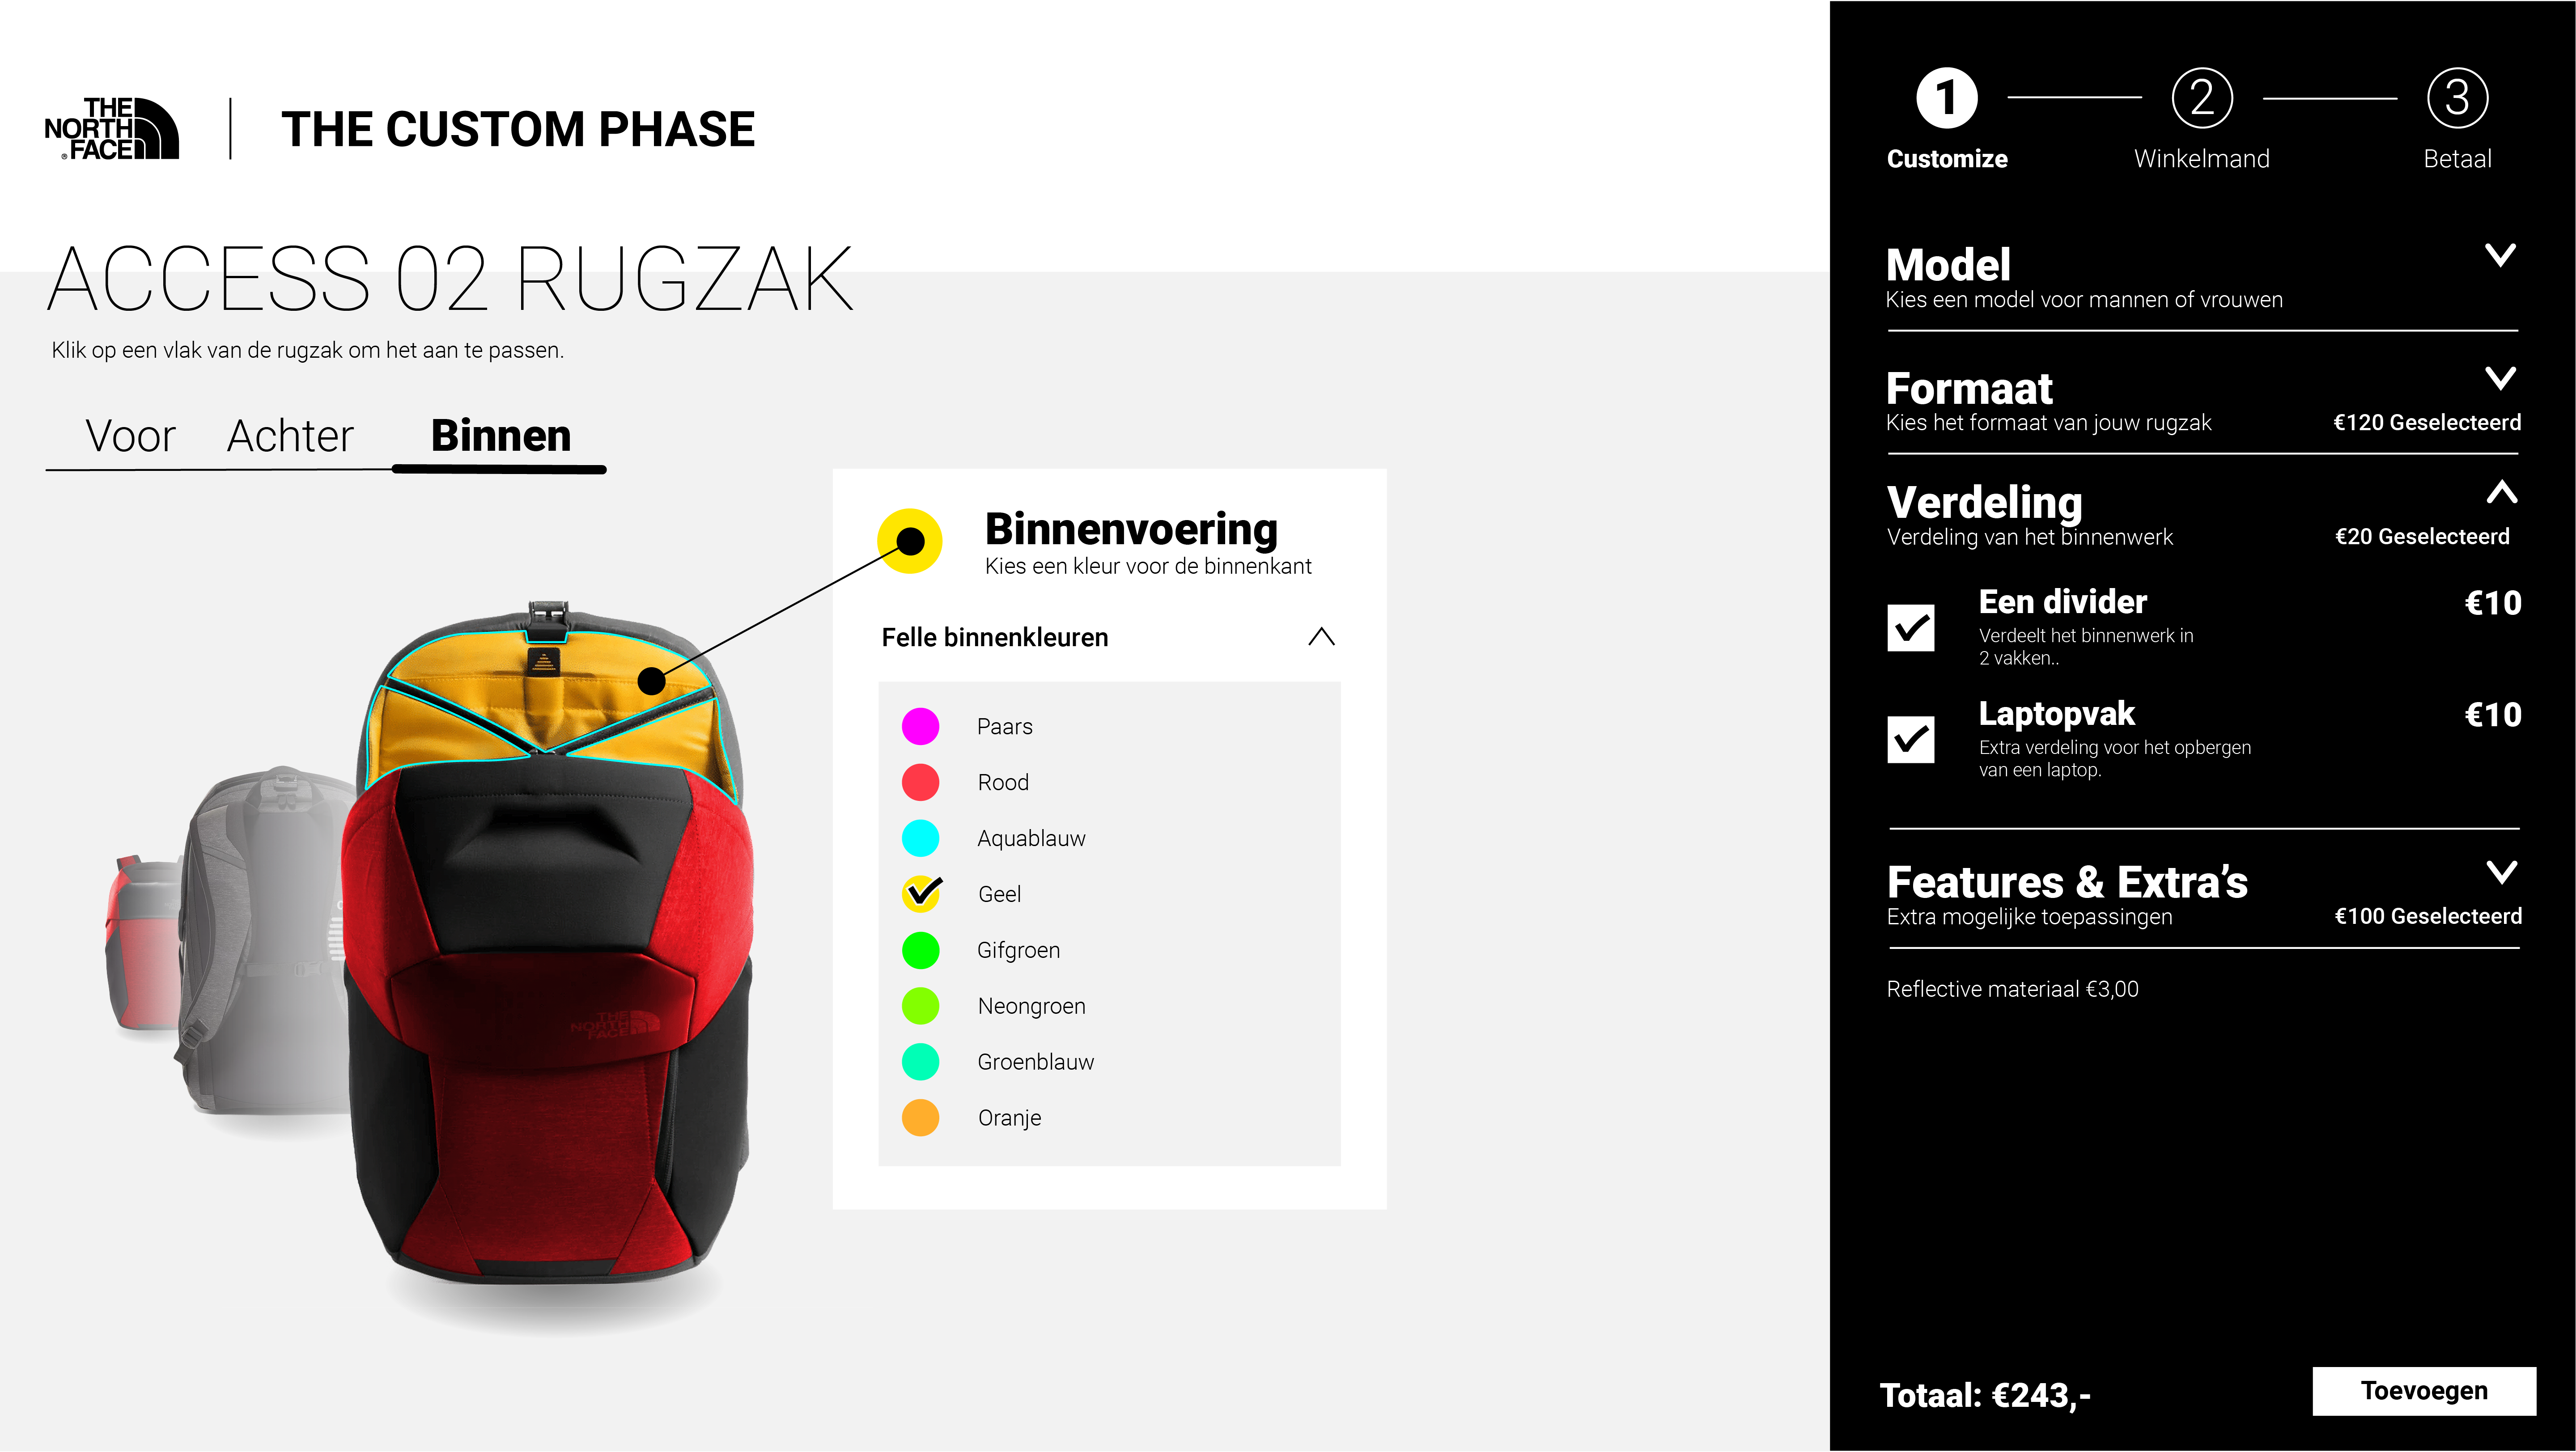 THE
NORTH
® FACE
THE CUSTOM PHASE
ACCESS 02 RUGZAK
Klik op een vlak van de rugzak om het aan te passen.
Voor Achter Binnen
Binnenvoering
Kies een kleur voor de binnenkant
Felle binnenkleuren
Paars
Rood
Aquablauw
Geel
Gifgroen
Neongroen
Groenblauw
Oranje
THE
NORTH
FACE
1 2 3
Customize Winkelmand Betaal
Model
Kies een model voor mannen of vrouwen
Formaat
Kies het formaat van jouw rugzak €120 Geselecteerd
Verdeling
Verdeling van het binnenwerk €20 Geselecteerd
Een divider €10
Verdeelt het binnenwerk in
2 vakken..
Laptopvak €10
Extra verdeling voor het opbergen
van een laptop.
Features & Extra’s
Extra mogelijke toepassingen €100 Geselecteerd
Reflective materiaal €3,00
Totaal: €243,- Toevoegen